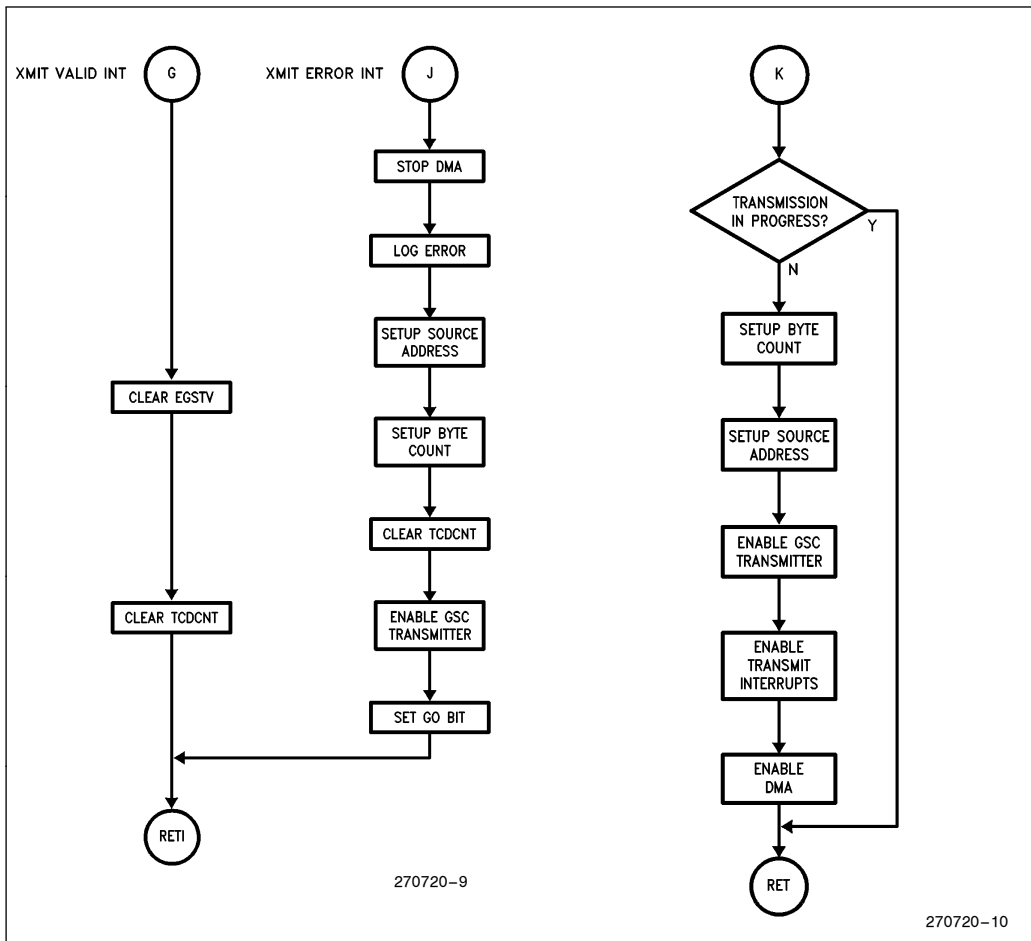 XMIT VALID INT
G
CLEAR EGSTV
CLEAR TCDCNT
RETI
XMIT ERROR INT
J
STOP DMA
LOG ERROR
SETUP SOURCE
ADDRESS
SETUP BYTE
COUNT
CLEAR TCDCNT
ENABLE GSC
TRANSMITTER
SET GO BIT
270720-9
K
TRANSMISSION
IN PROGRESS?
Y
N
SETUP BYTE
COUNT
SETUP SOURCE
ADDRESS
ENABLE GSC
TRANSMITTER
ENABLE
TRANSMIT
INTERRUPTS
ENABLE
DMA
RET
270720-10